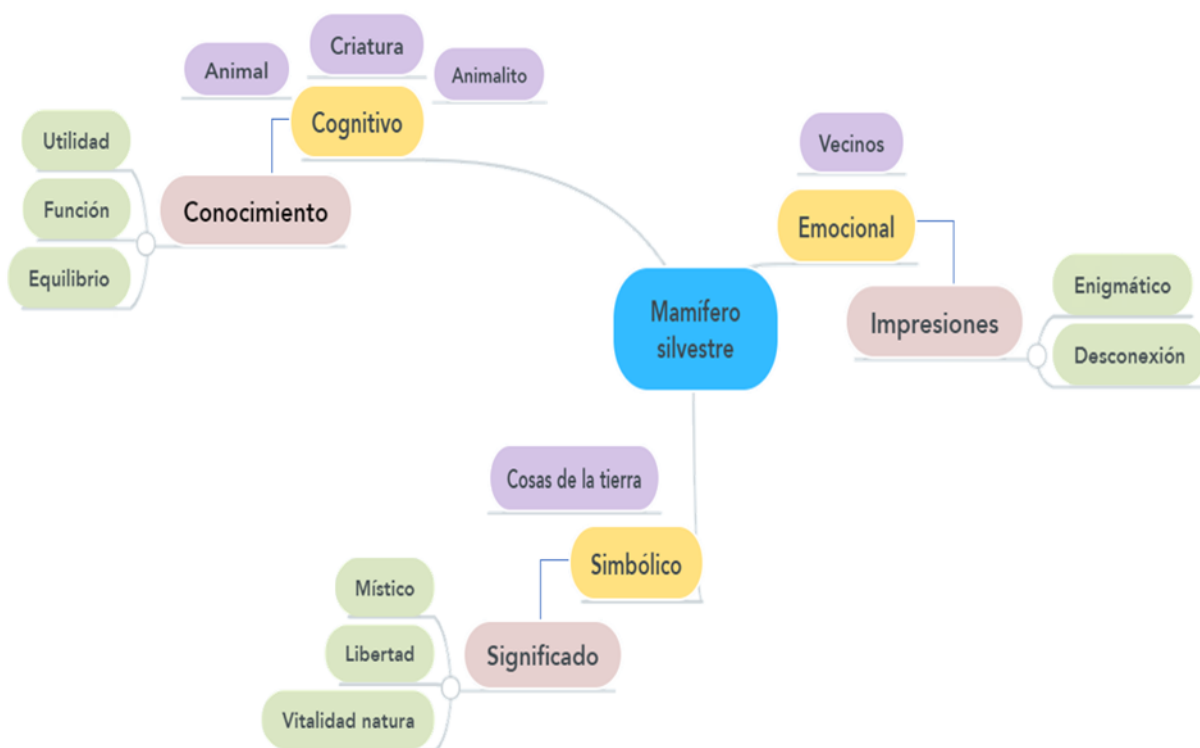 Criatura
Animal
Animalito
Cognitivo
Utilidad
Función
Equilibrio
Conocimiento
Vecinos
Emocional
Impresiones
Enigmático
Desconexión
Mamífero
silvestre
Cosas de la tierra
Simbólico
Significado
Místico
Libertad
Vitalidad natura